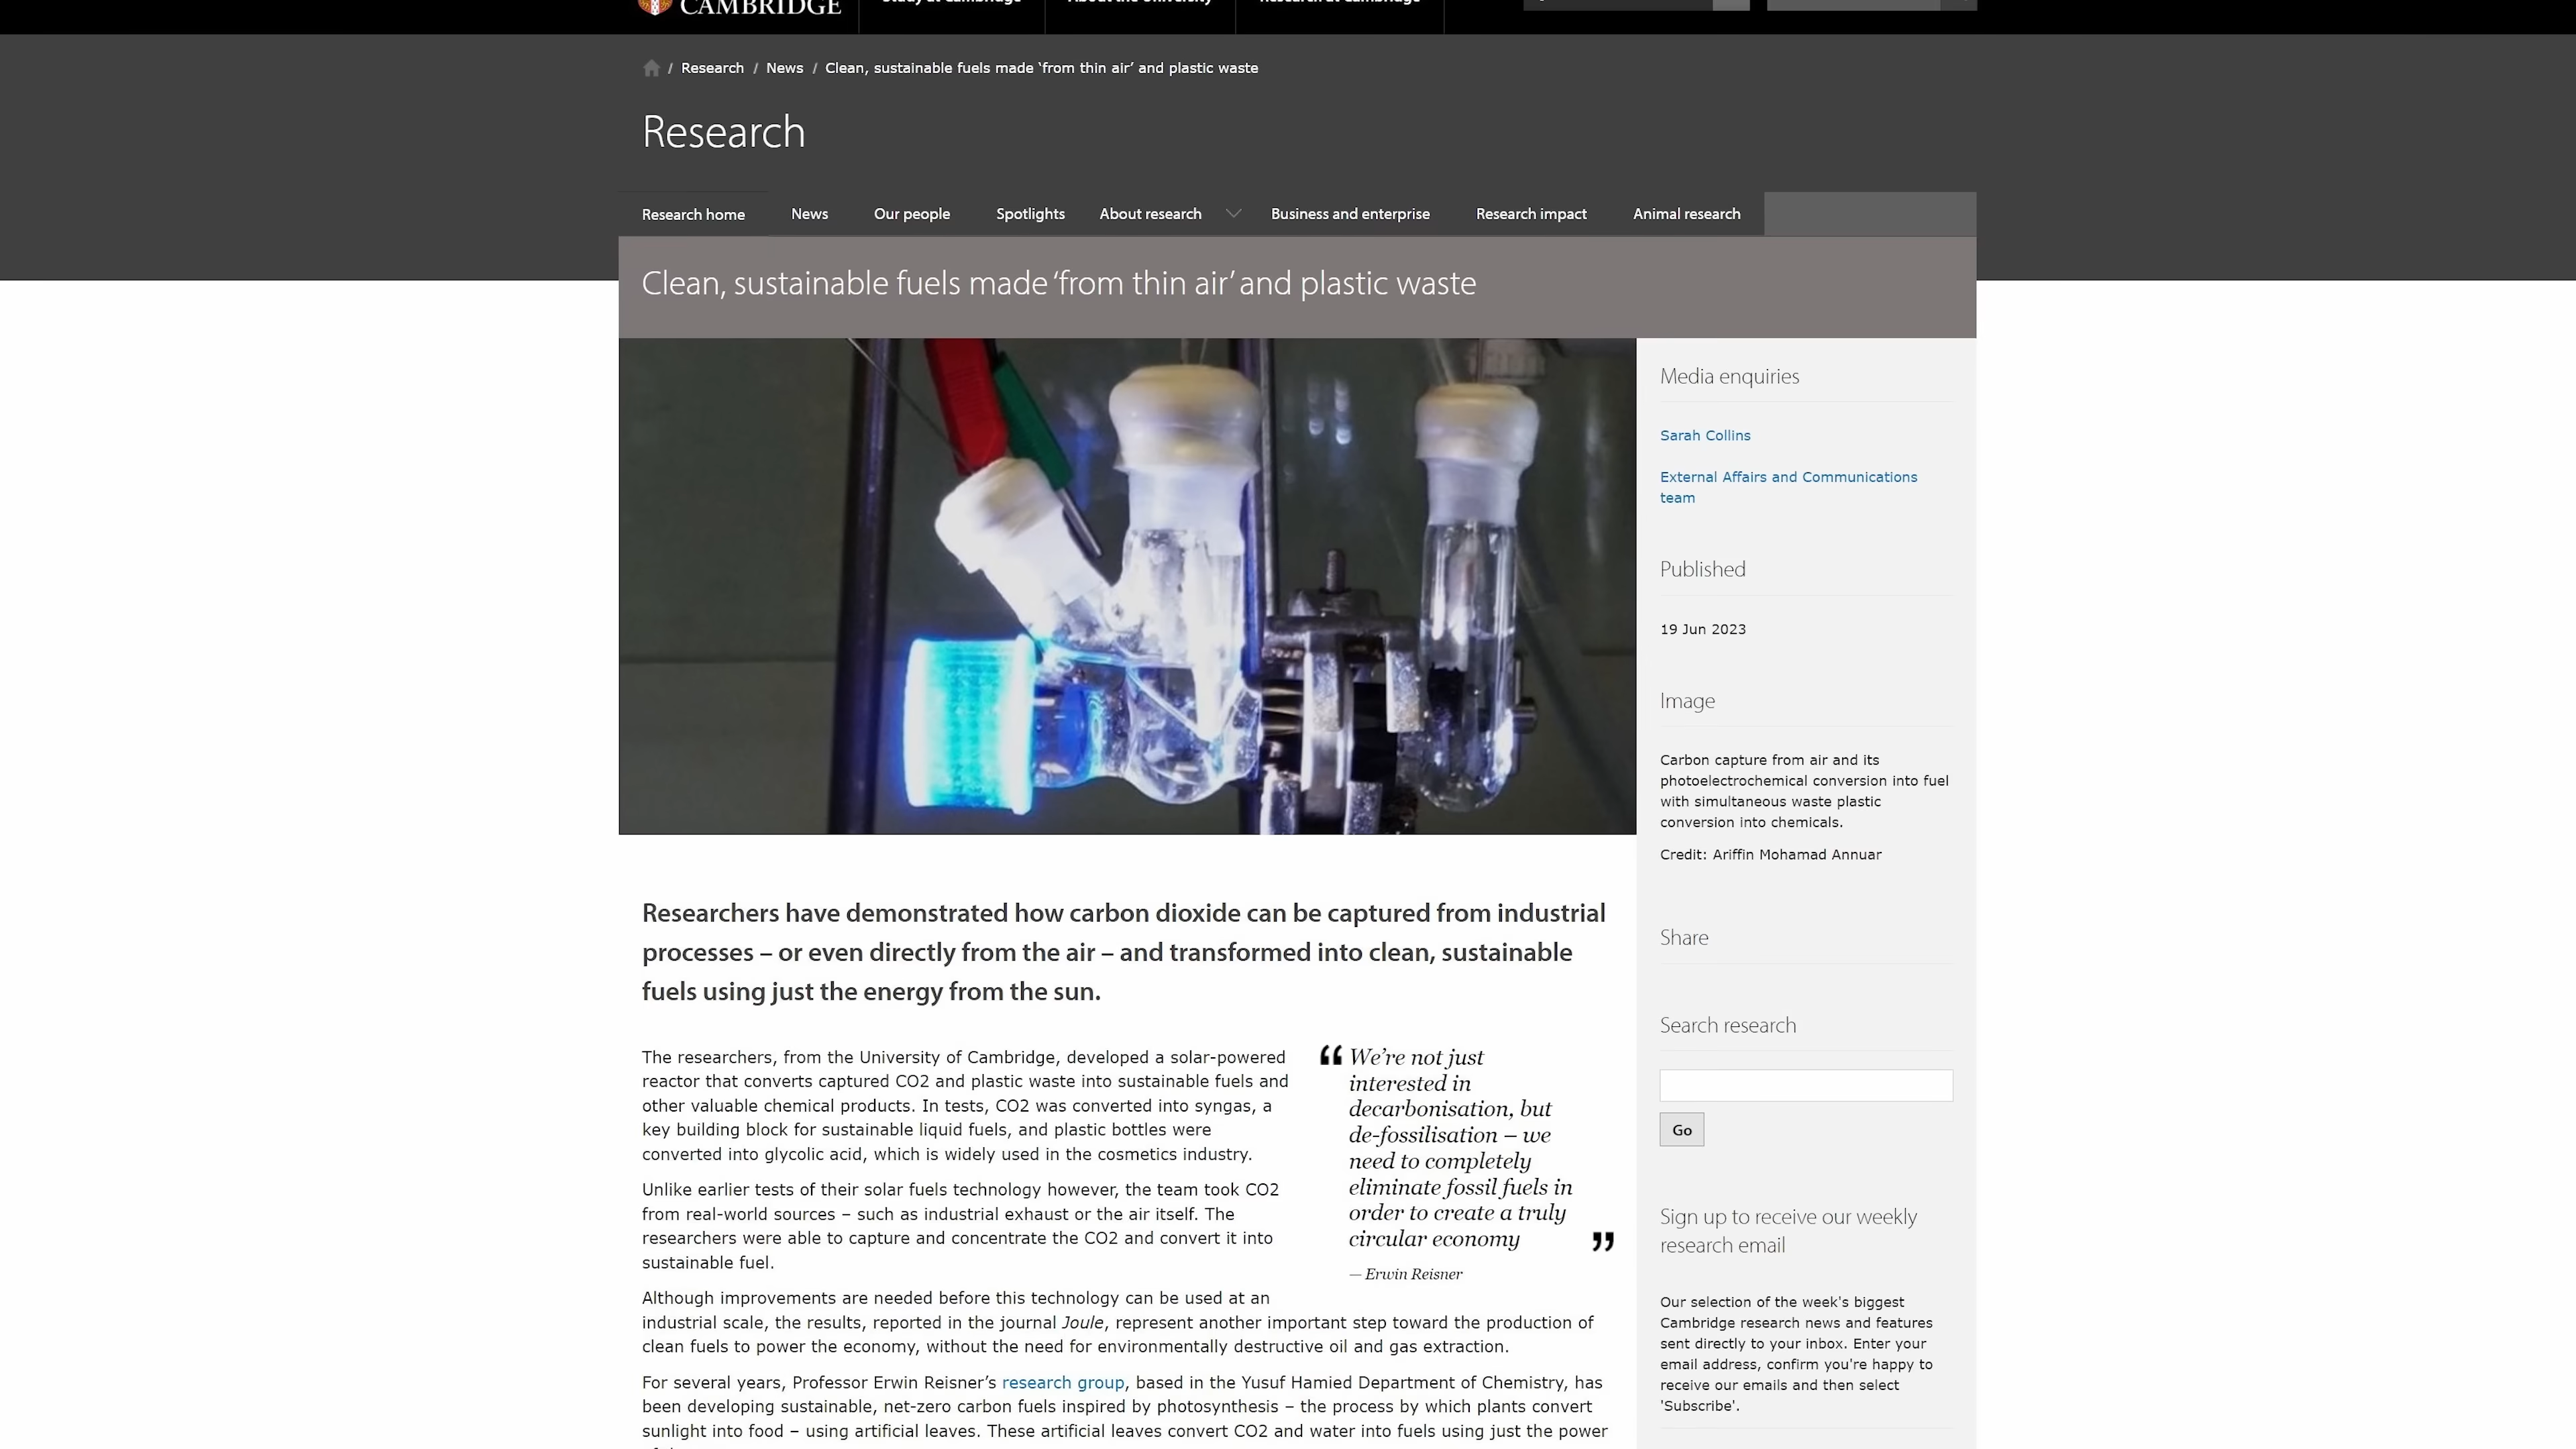 CAMBRIDGE
Study at Cambridge
About the University
Research at Cambridge
/ Research / News / Clean, sustainable fuels made ‘from thin air’ and plastic waste
Research
Research home
News
Our people
Spotlights
About research
Business and enterprise
Research impact
Animal research
Clean, sustainable fuels made ‘from thin air’ and plastic waste
Researchers have demonstrated how carbon dioxide can be captured from industrial
processes – or even directly from the air – and transformed into clean, sustainable
fuels using just the energy from the sun.
The researchers, from the University of Cambridge, developed a solar-powered
reactor that converts captured CO2 and plastic waste into sustainable fuels and
other valuable chemical products. In tests, CO2 was converted into syngas, a
key building block for sustainable liquid fuels, and plastic bottles were
converted into glycolic acid, which is widely used in the cosmetics industry.
Unlike earlier tests of their solar fuels technology however, the team took CO2
from real-world sources – such as industrial exhaust or the air itself. The
researchers were able to capture and concentrate the CO2 and convert it into
sustainable fuel.
“ We’re not just
interested in
decarbonisation, but
de-fossilisation – we
need to completely
eliminate fossil fuels in
order to create a truly
circular economy ”
— Erwin Reisner
Although improvements are needed before this technology can be used at an
industrial scale, the results, reported in the journal Joule, represent another important step toward the production of
clean fuels to power the economy, without the need for environmentally destructive oil and gas extraction.
For several years, Professor Erwin Reisner’s research group, based in the Yusuf Hamied Department of Chemistry, has
been developing sustainable, net-zero carbon fuels inspired by photosynthesis – the process by which plants convert
sunlight into food – using artificial leaves. These artificial leaves convert CO2 and water into fuels using just the power
Media enquiries
Sarah Collins
External Affairs and Communications
team
Published
19 Jun 2023
Image
Carbon capture from air and its
photoelectrochemical conversion into fuel
with simultaneous waste plastic
conversion into chemicals.
Credit: Ariffin Mohamad Annuar
Share
Search research
Go
Sign up to receive our weekly
research email
Our selection of the week's biggest
Cambridge research news and features
sent directly to your inbox. Enter your
email address, confirm you're happy to
receive our emails and then select
'Subscribe'.